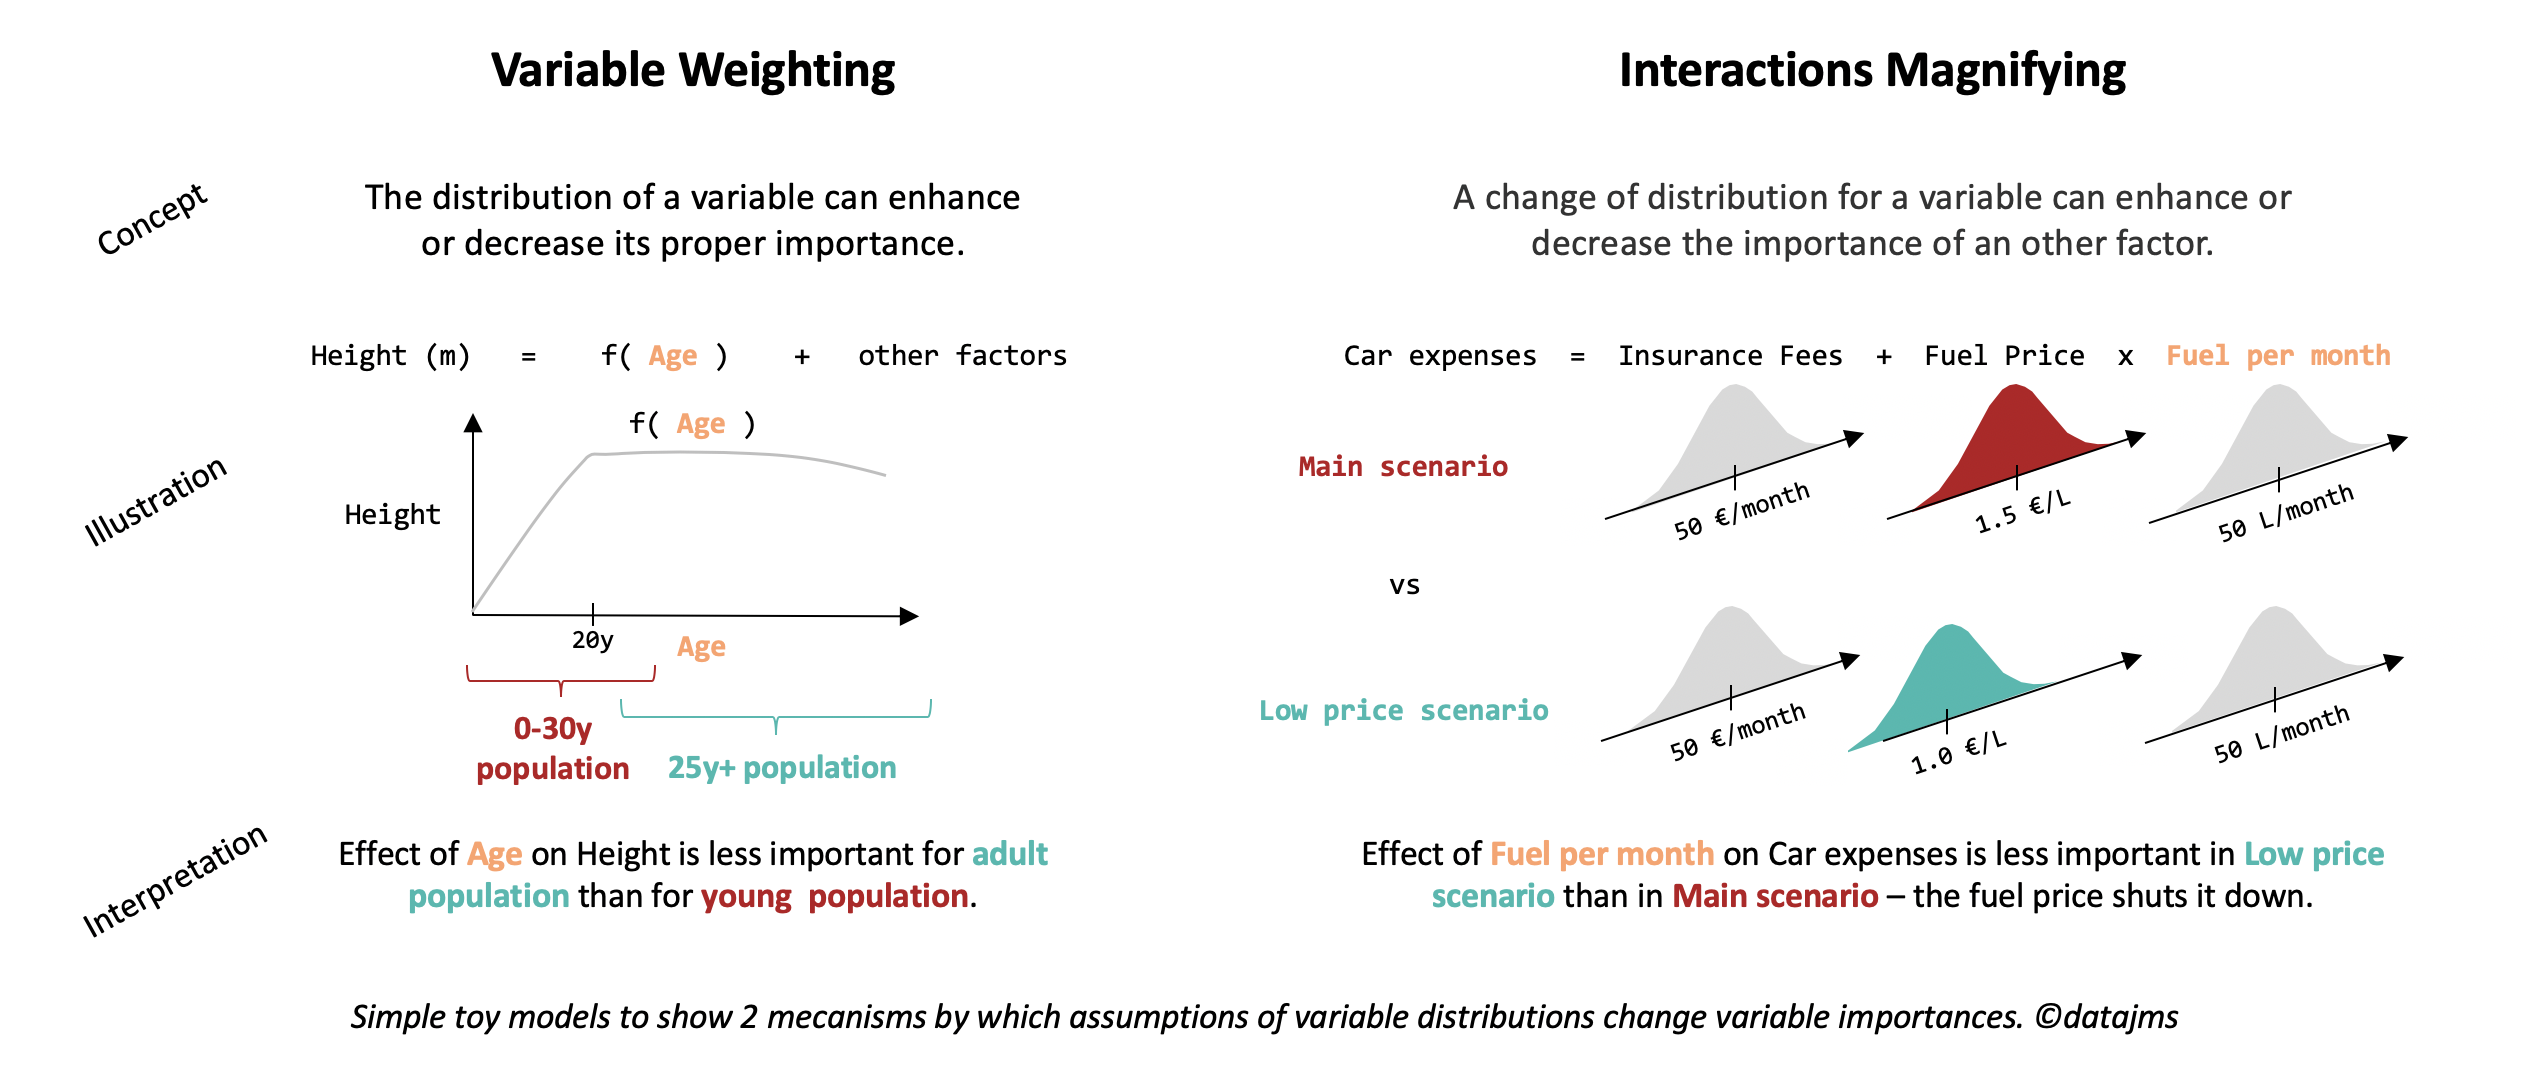 Variable Weighting
Interactions Magnifying
Concept
The distribution of a variable can enhance
or decrease its proper importance.
A change of distribution for a variable can enhance or
decrease the importance of an other factor.
Illustration
Height (m) = f( Age ) + other factors
f( Age )
Height
20y
Age
0-30y
population
25y+ population
Car expenses = Insurance Fees + Fuel Price x Fuel per month
Main scenario
50 €/month
1.5 €/L
50 L/month
vs
Low price scenario
50 €/month
1.0 €/L
50 L/month
Interpretation
Effect of Age on Height is less important for adult
population than for young population.
Effect of Fuel per month on Car expenses is less important in Low price
scenario than in Main scenario – the fuel price shuts it down.
Simple toy models to show 2 mecanisms by which assumptions of variable distributions change variable importances. ©datajms